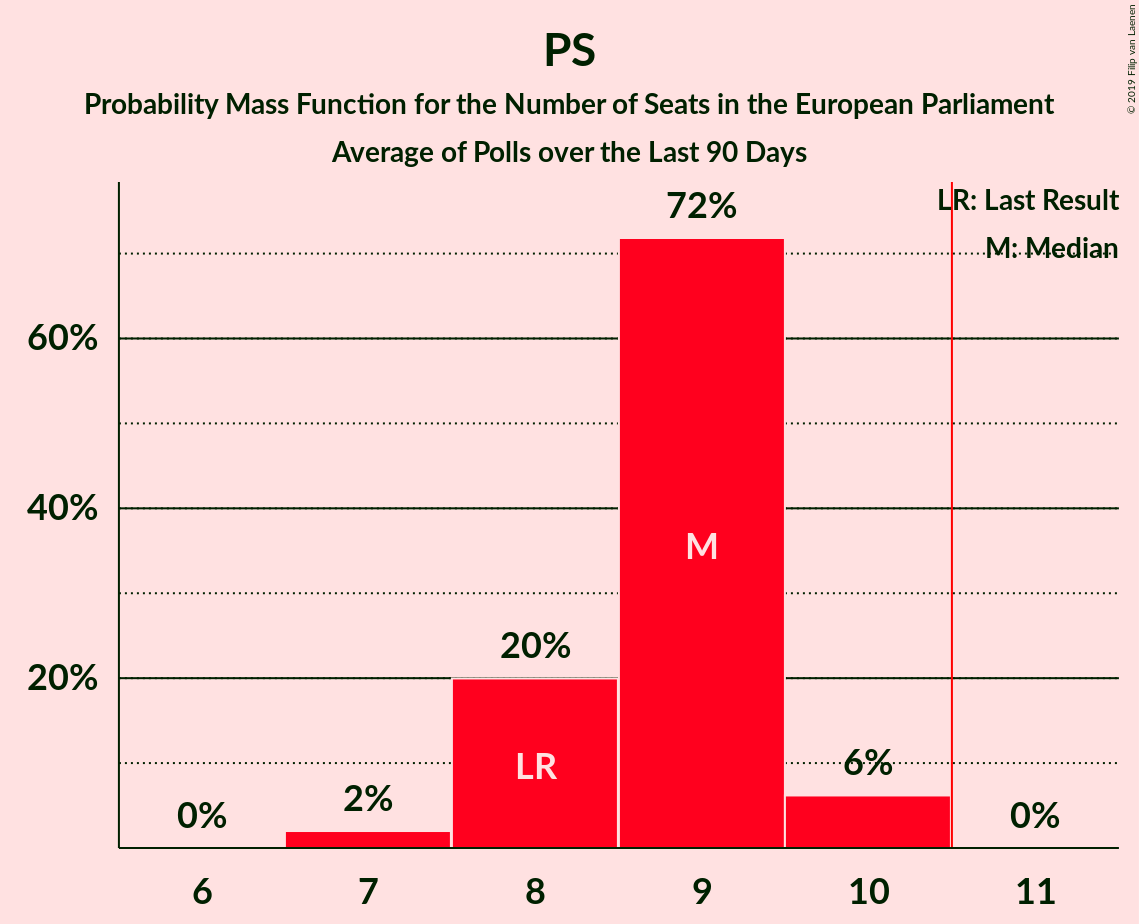 PS
Probability Mass Function for the Number of Seats in the European Parliament
Average of Polls over the Last 90 Days
© 2019 Filip van Laenen
LR: Last Result
M: Median
72%
60%
40%
M
20%
20%
LR
6%
2%
0%
0%
6 7 8 9 10 11